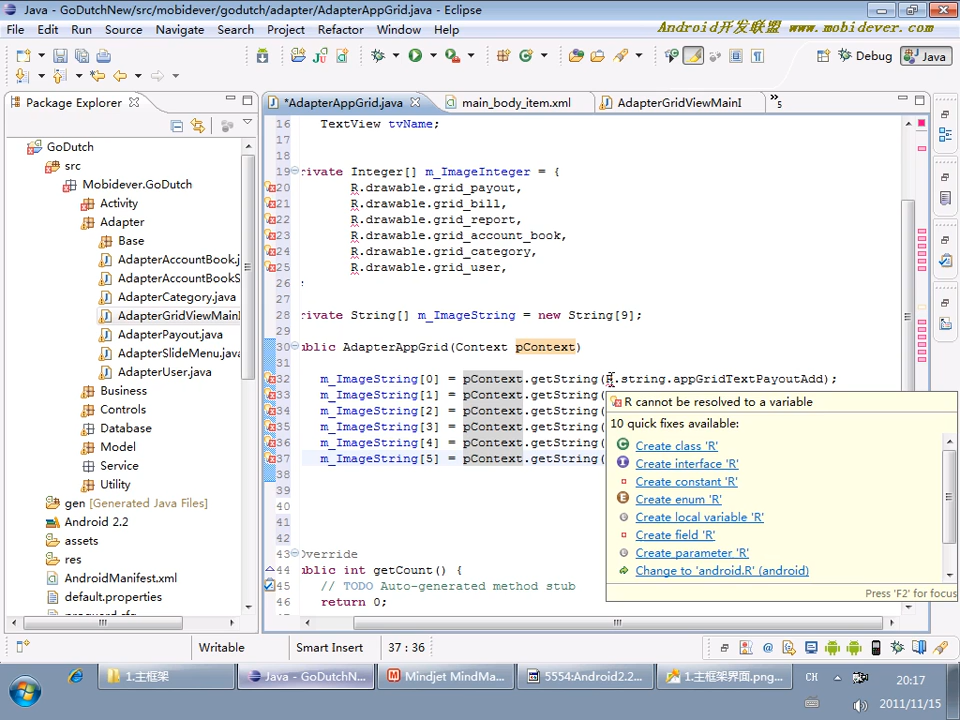 Java - GoDutchNew/src/mobidever/godutch/adapter/AdapterAppGrid.java - Eclipse
File Edit Run Source Navigate Search Project Refactor Window Help
Android开发联盟 www.mobidever.com
Debug Java
Package Explorer
*AdapterAppGrid.java main_body_item.xml AdapterGridViewMainI »5
GoDutch
src
Mobidever.GoDutch
Activity
Adapter
Base
AdapterAccountBook.j
AdapterAccountBookS
AdapterCategory.java
AdapterGridViewMainI
AdapterPayout.java
AdapterSlideMenu.java
AdapterUser.java
Business
Controls
Database
Model
Service
Utility
gen [Generated Java Files]
Android 2.2
assets
res
AndroidManifest.xml
default.properties
16 TextView tvName;
17
18
19 rivate Integer[] m_ImageInteger = {
20 R.drawable.grid_payout,
21 R.drawable.grid_bill,
22 R.drawable.grid_report,
23 R.drawable.grid_account_book,
24 R.drawable.grid_category,
25 R.drawable.grid_user,
26 ;
27
28 rivate String[] m_ImageString = new String[9];
29
30 ublic AdapterAppGrid(Context pContext)
31
32 m_ImageString[0] = pContext.getString(R.string.appGridTextPayoutAdd);
33 m_ImageString[1] = pContext.getString(
34 m_ImageString[2] = pContext.getString(
35 m_ImageString[3] = pContext.getString(
36 m_ImageString[4] = pContext.getString(
37 m_ImageString[5] = pContext.getString(
38
39
40
41
42
43 Override
44 ublic int getCount() {
45 // TODO Auto-generated method stub
46 return 0;
R cannot be resolved to a variable
10 quick fixes available:
Create class 'R'
Create interface 'R'
Create constant 'R'
Create enum 'R'
Create local variable 'R'
Create field 'R'
Create parameter 'R'
Change to 'android.R' (android)
Press 'F2' for focus
Writable Smart Insert 37 : 36
1.主框架 Java - GoDutchN... Mindjet MindMa... 5554:Android2.2... 1.主框架界面.png... CH 20:17
2011/11/15